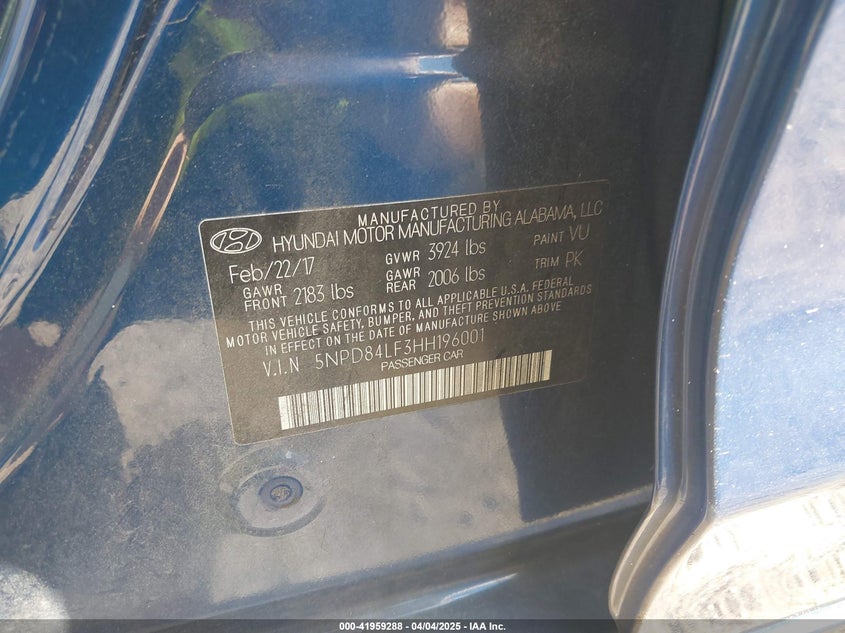 MANUFACTURED BY
HYUNDAI MOTOR MANUFACTURING ALABAMA, LLC
Feb/22/17 GVWR 3924 lbs PAINT VU
GAWR FRONT 2183 lbs GAWR REAR 2006 lbs TRIM PK
THIS VEHICLE CONFORMS TO ALL APPLICABLE U.S.A. FEDERAL
MOTOR VEHICLE SAFETY, BUMPER, AND THEFT PREVENTION STANDARDS
IN EFFECT ON THE DATE OF MANUFACTURE SHOWN ABOVE
V.I.N 5NPD84LF3HH196001
PASSENGER CAR
000-41959288 - 04/04/2025 - IAA Inc.